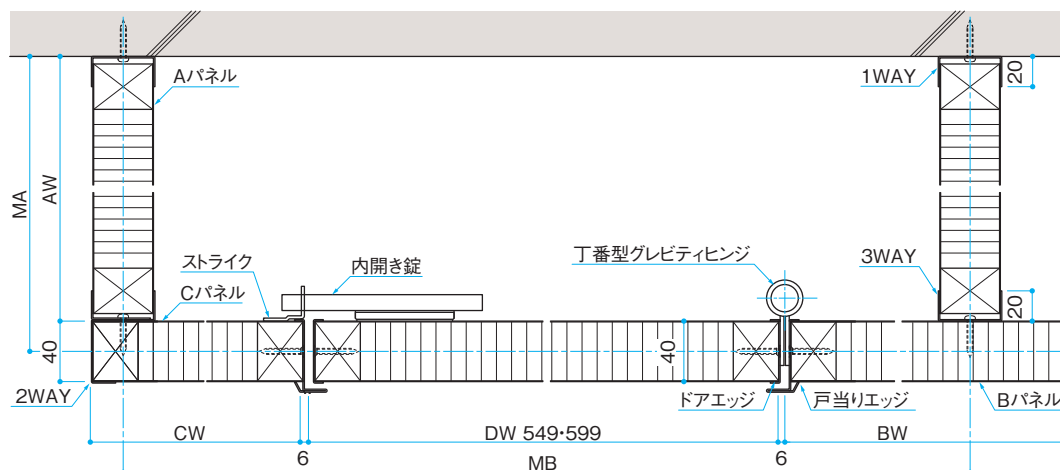 Aパネル
1WAY
20
MA
AW
ストライク
内開き錠
丁番型グレビティヒンジ
3WAY
Cパネル
20
40
40
2WAY
ドアエッジ
戸当りエッジ
Bパネル
CW
DW 549・599
BW
6
MB
6